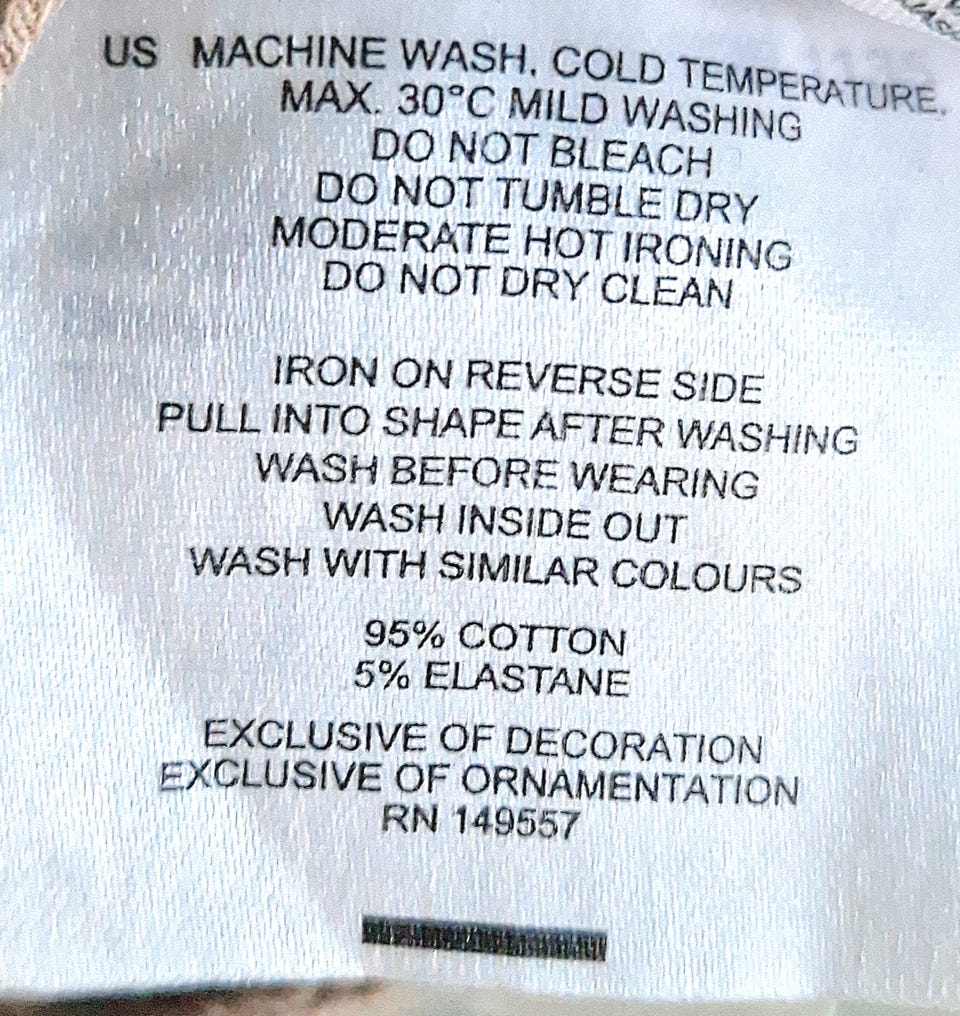 US MACHINE WASH. COLD TEMPERATURE.
MAX. 30°C MILD WASHING
DO NOT BLEACH
DO NOT TUMBLE DRY
MODERATE HOT IRONING
DO NOT DRY CLEAN
IRON ON REVERSE SIDE
PULL INTO SHAPE AFTER WASHING
WASH BEFORE WEARING
WASH INSIDE OUT
WASH WITH SIMILAR COLOURS
95% COTTON
5% ELASTANE
EXCLUSIVE OF DECORATION
EXCLUSIVE OF ORNAMENTATION
RN 149557